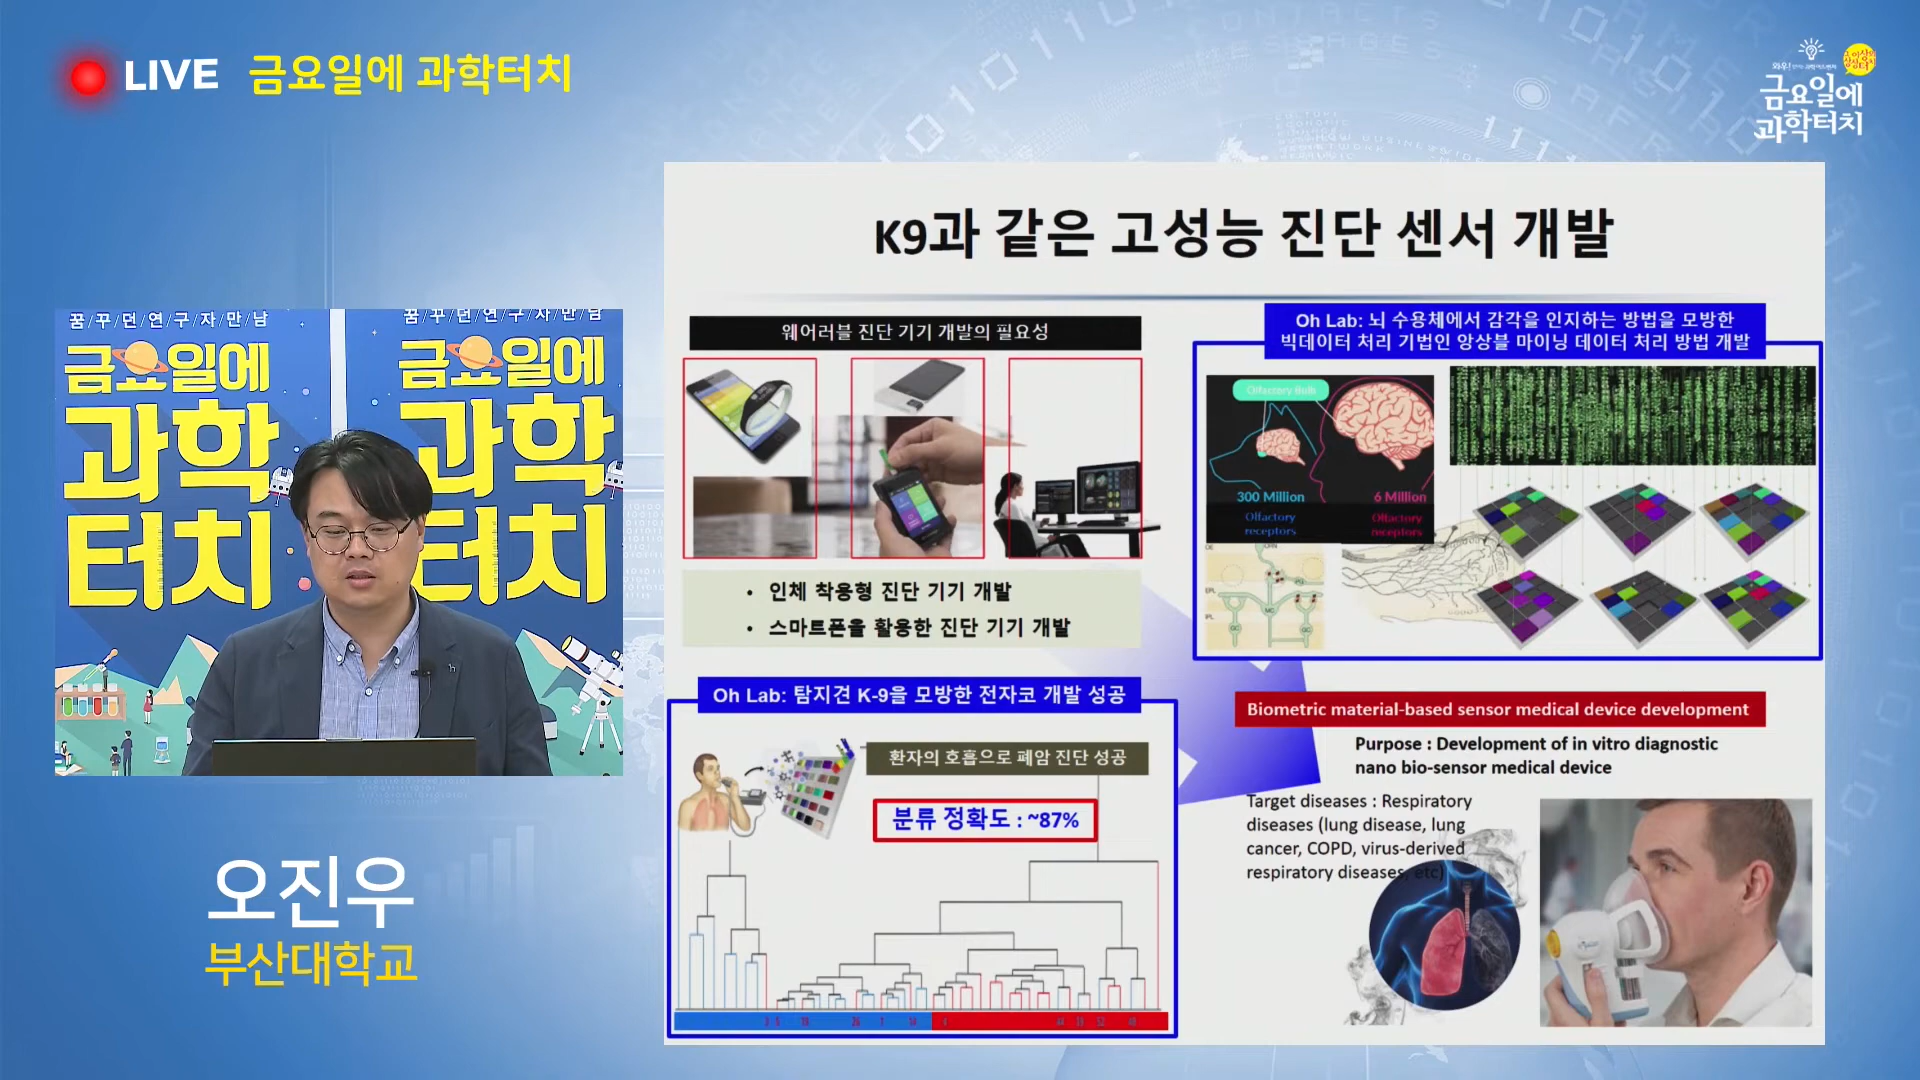 LIVE 금요일에 과학터치
와우!
금요일에
과학터치
꿈/꾸/던/연/구/자/만/남
금요일에
과학
터치
꿈/꾸/던/연/구/자/만/남
금요일에
과학
터치
오진우
부산대학교
K9과 같은 고성능 진단 센서 개발
웨어러블 진단 기기 개발의 필요성
• 인체 착용형 진단 기기 개발
• 스마트폰을 활용한 진단 기기 개발
Oh Lab: 뇌 수용체에서 감각을 인지하는 방법을 모방한
빅데이터 처리 기법인 앙상블 마이닝 데이터 처리 방법 개발
Olfactory Bulb
300 Million
Olfactory
receptors
6 Million
Olfactory
receptors
EPL
MC
IPL
GC
GC
Oh Lab: 탐지견 K-9을 모방한 전자코 개발 성공
환자의 호흡으로 폐암 진단 성공
분류 정확도 : ~87%
Biometric material-based sensor medical device development
Purpose : Development of in vitro diagnostic
nano bio-sensor medical device
Target diseases : Respiratory
diseases (lung disease, lung
cancer, COPD, virus-derived
respiratory diseases, etc)